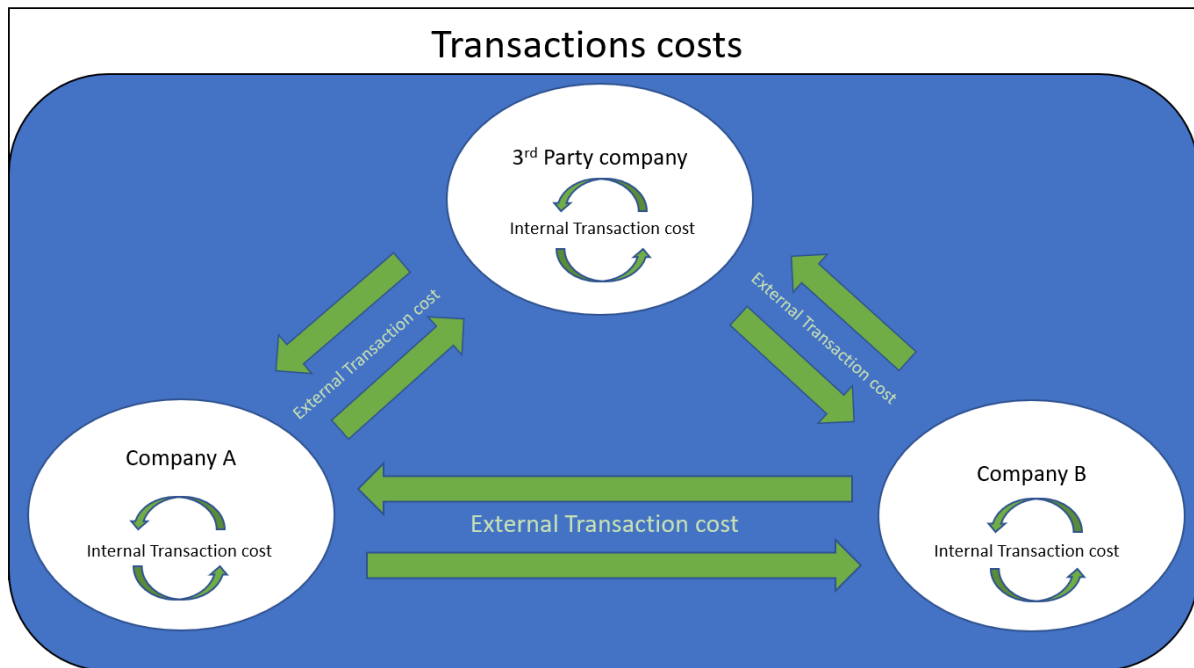 Transactions costs
3rd Party company
Internal Transaction cost
External Transaction cost
External Transaction cost
Company A
Internal Transaction cost
External Transaction cost
Company B
Internal Transaction cost